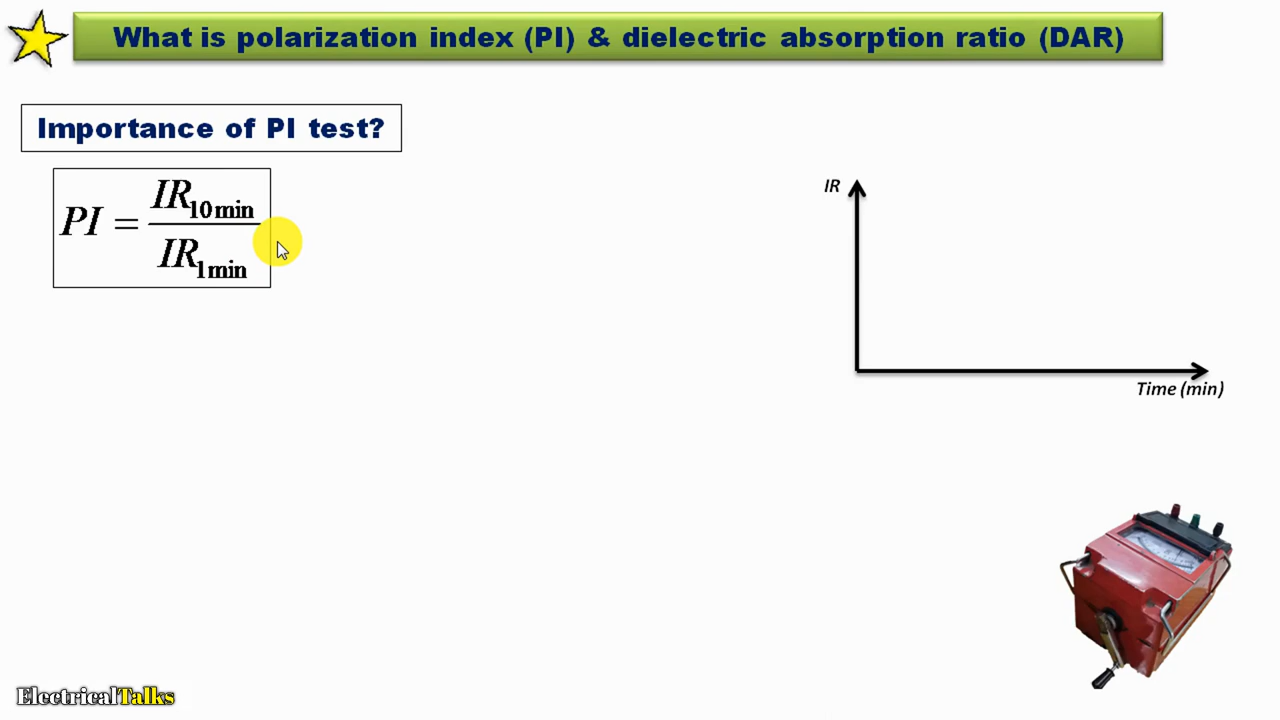 What is polarization index (PI) & dielectric absorption ratio (DAR)
Importance of PI test?
PI = IR10min / IR1min
IR
Time (min)
ElectricalTalks